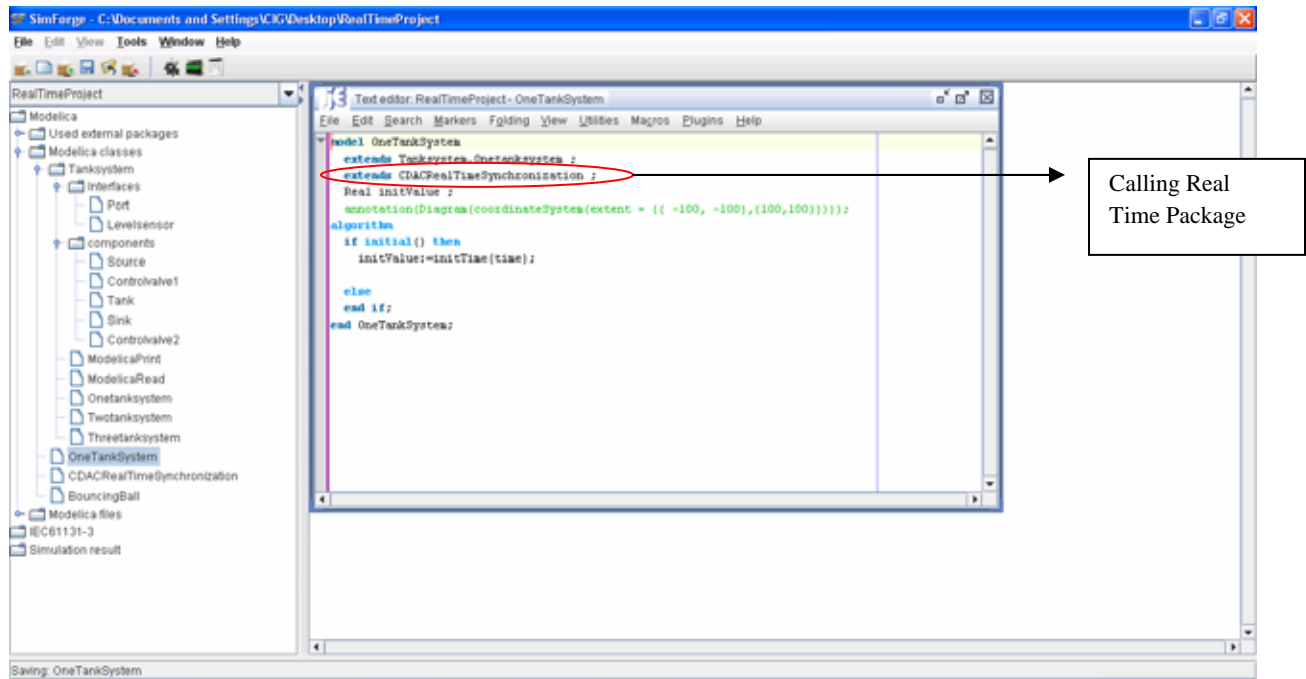 SimForge - C:\Documents and Settings\CIG\Desktop\RealTimeProject
File Edit View Tools Window Help
RealTimeProject
Modelica
Used external packages
Modelica classes
Tanksystem
Interfaces
Port
Levelsensor
components
Source
Controlvalve1
Tank
Sink
Controlvalve2
ModelicaPrint
ModelicaRead
Onetanksystem
Twotanksystem
Threetanksystem
OneTankSystem
CDACRealTimeSynchronization
BouncingBall
Modelica files
IEC61131-3
Simulation result
Text editor: RealTimeProject - OneTankSystem
File Edit Search Markers Folding View Utilities Macros Plugins Help
model OneTankSystem
extends Tanksystem.Onetanksystem ;
extends CDACRealTimeSynchronization ;
Real initValue ;
annotation(Diagram(coordinateSystem(extent = {{ -100, -100},{100,100}})));
algorithm
if initial() then
initValue:=initTime(time);
else
end if;
end OneTankSystem;
Calling Real
Time Package
Saving: OneTankSystem